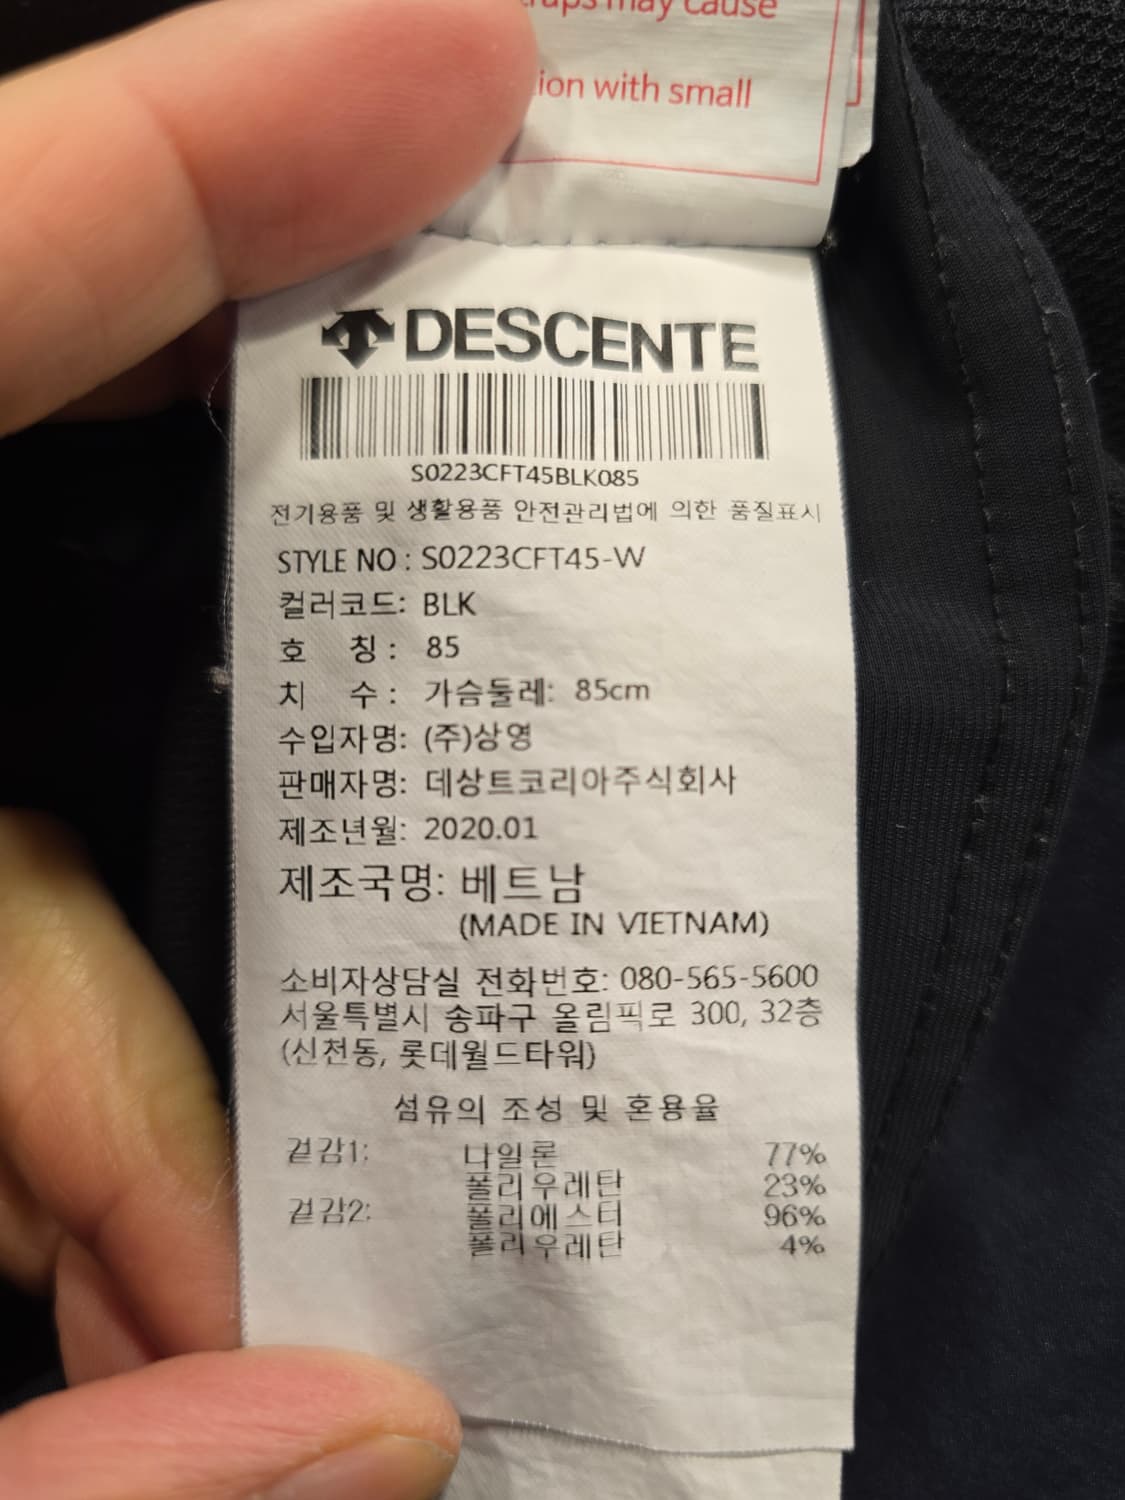 may cause
ion with small
DESCENTE
S0223CFT45BLK085
전기용품 및 생활용품 안전관리법에 의한 품질표시
STYLE NO : S0223CFT45-W
컬러코드: BLK
호 칭 : 85
치 수 : 가슴둘레: 85cm
수입자명: (주)상영
판매자명: 데상트코리아주식회사
제조년월: 2020.01
제조국명: 베트남
(MADE IN VIETNAM)
소비자상담실 전화번호: 080-565-5600
서울특별시 송파구 올림픽로 300, 32층
(신천동, 롯데월드타워)
섬유의 조성 및 혼용율
겉감1: 나일론 77%
폴리우레탄 23%
겉감2: 폴리에스터 96%
폴리우레탄 4%